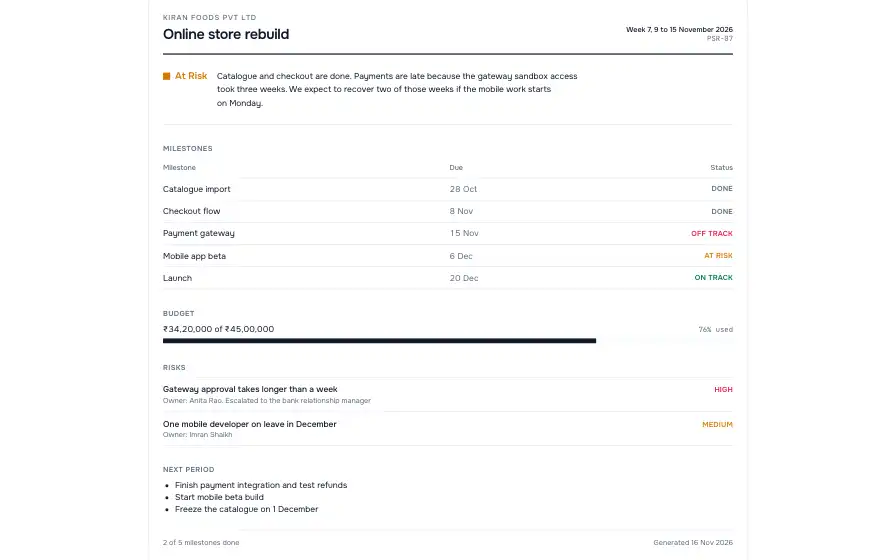 KIRAN FOODS PVT LTD
Online store rebuild
Week 7, 9 to 15 November 2026
PSR-87
At Risk
Catalogue and checkout are done. Payments are late because the gateway sandbox access
took three weeks. We expect to recover two of those weeks if the mobile work starts
on Monday.
MILESTONES
Milestone Due Status
Catalogue import 28 Oct DONE
Checkout flow 8 Nov DONE
Payment gateway 15 Nov OFF TRACK
Mobile app beta 6 Dec AT RISK
Launch 20 Dec ON TRACK
BUDGET
₹34,20,000 of ₹45,00,000 76% used
RISKS
Gateway approval takes longer than a week HIGH
Owner: Anita Rao. Escalated to the bank relationship manager
One mobile developer on leave in December MEDIUM
Owner: Imran Shaikh
NEXT PERIOD
• Finish payment integration and test refunds
• Start mobile beta build
• Freeze the catalogue on 1 December
2 of 5 milestones done Generated 16 Nov 2026